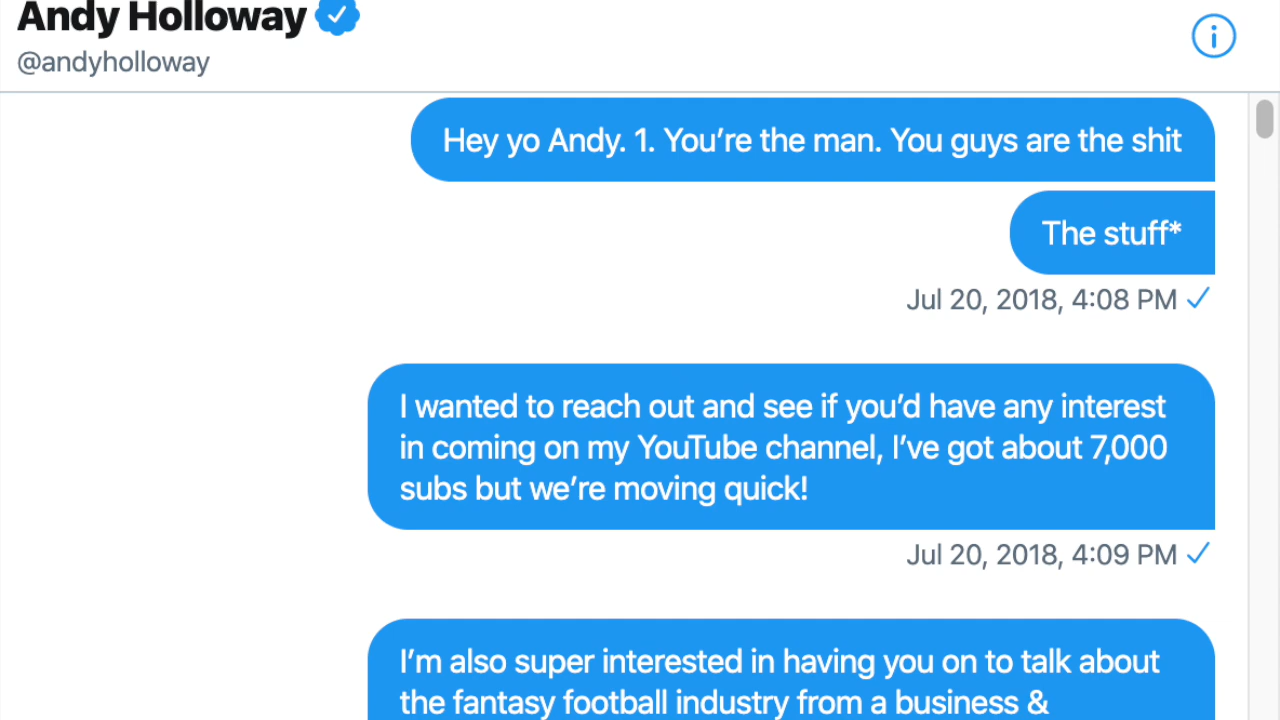 Andy Holloway
@andyholloway
Hey yo Andy. 1. You’re the man. You guys are the shit
The stuff*
Jul 20, 2018, 4:08 PM
I wanted to reach out and see if you’d have any interest
in coming on my YouTube channel, I’ve got about 7,000
subs but we’re moving quick!
Jul 20, 2018, 4:09 PM
I’m also super interested in having you on to talk about
the fantasy football industry from a business &